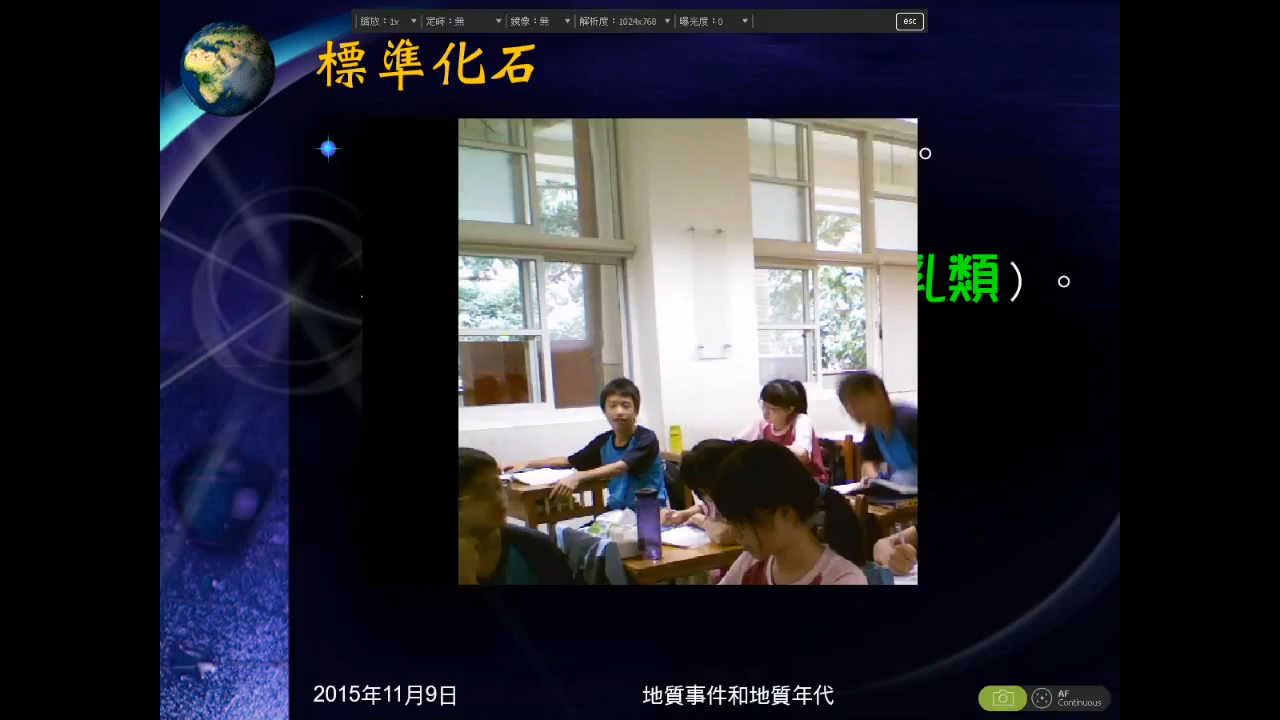 縮放：1x 定時：無 鏡像：無 解析度：1024x768 曝光度：0 esc
標準化石
。
乳類）。
2015年11月9日 地質事件和地質年代
AF
Continuous